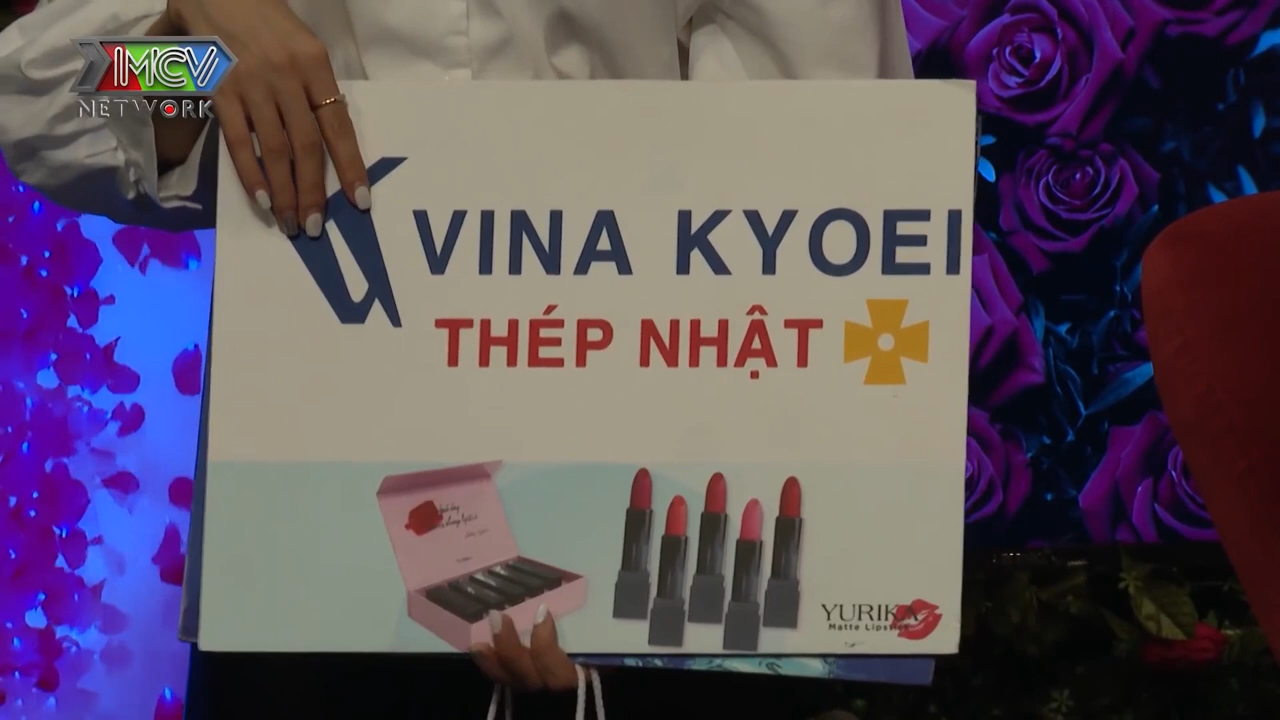 MCV
NETWORK
VINA KYOEI
THÉP NHẬT
YURIKA
Matte Lipstick